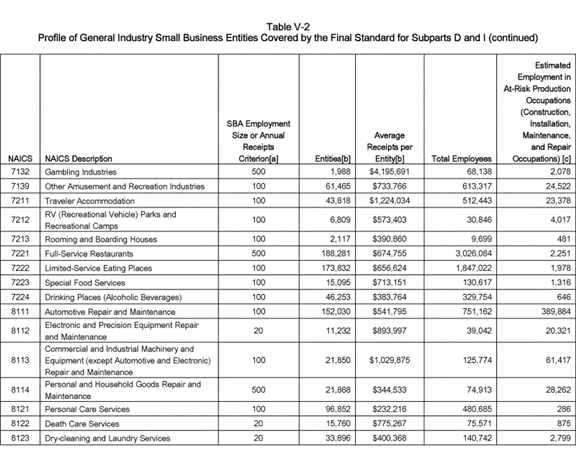 Table V-2
Profile of General Industry Small Business Entities Covered by the Final Standard for Subparts D and I (continued)
Estimated
Employment in
At-Risk Production
Occupations
(Construction,
SBA Employment Installation,
Size or Annual Average Maintenance,
Receipts Receipts per and Repair
NAICS NAICS Description Criterion[a] Entities[b] Entity[b] Total Employees Occupations) [c]
7132 Gambling Industries 500 1,988 $4,195,691 68,138 2,078
7139 Other Amusement and Recreation Industries 100 61,465 $733,766 613,317 24,522
7211 Traveler Accommodation 100 43,818 $1,224,034 512,443 23,378
7212 RV (Recreational Vehicle) Parks and
Recreational Camps 100 6,809 $573,403 30,846 4,017
7213 Rooming and Boarding Houses 100 2,117 $390,860 9,699 481
7221 Full-Service Restaurants 500 188,281 $674,755 3,026,084 2,251
7222 Limited-Service Eating Places 100 173,832 $656,624 1,847,022 1,978
7223 Special Food Services 100 15,095 $713,151 130,617 1,316
7224 Drinking Places (Alcoholic Beverages) 100 46,253 $383,764 329,754 646
8111 Automotive Repair and Maintenance 100 152,030 $541,795 751,162 389,884
8112 Electronic and Precision Equipment Repair
and Maintenance 20 11,232 $893,997 39,042 20,321
Commercial and Industrial Machinery and
8113 Equipment (except Automotive and Electronic) 100 21,850 $1,029,875 125,774 61,417
Repair and Maintenance
8114 Personal and Household Goods Repair and
Maintenance 500 21,868 $344,533 74,913 28,262
8121 Personal Care Services 100 96,852 $232,216 480,685 286
8122 Death Care Services 20 15,760 $775,267 75,571 875
8123 Dry-cleaning and Laundry Services 20 33,896 $400,368 140,742 2,799